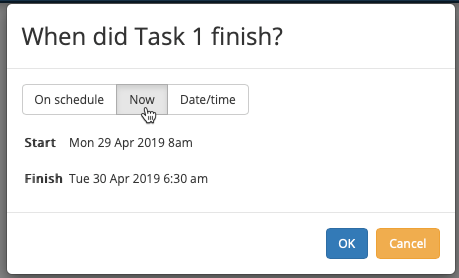 When did Task 1 finish?
On schedule Now Date/time
Start Mon 29 Apr 2019 8am
Finish Tue 30 Apr 2019 6:30 am
OK Cancel